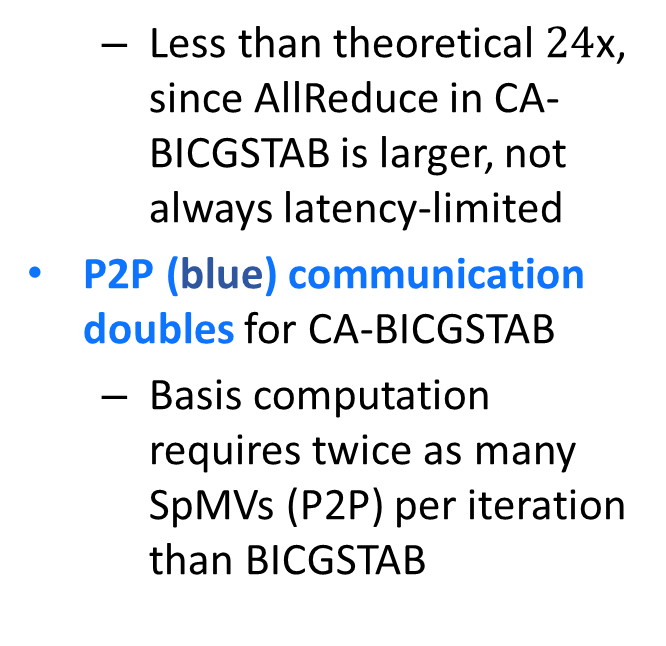 – Less than theoretical 24x,
since AllReduce in CA-
BICGSTAB is larger, not
always latency-limited
• P2P (blue) communication
doubles for CA-BICGSTAB
– Basis computation
requires twice as many
SpMVs (P2P) per iteration
than BICGSTAB